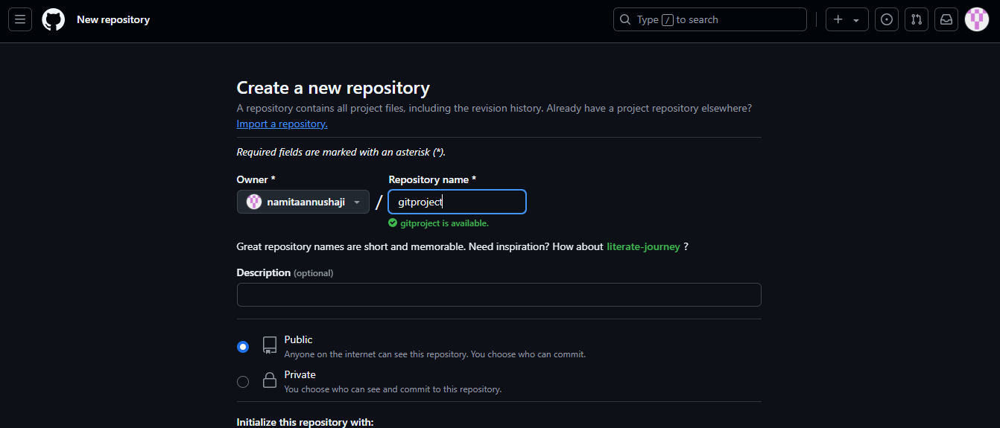 New repository
Type / to search
Create a new repository
A repository contains all project files, including the revision history. Already have a project repository elsewhere?
Import a repository.
Required fields are marked with an asterisk (*).
Owner * Repository name *
namitaannushaji / gitproject
gitproject is available.
Great repository names are short and memorable. Need inspiration? How about literate-journey ?
Description (optional)
Public
Anyone on the internet can see this repository. You choose who can commit.
Private
You choose who can see and commit to this repository.
Initialize this repository with: